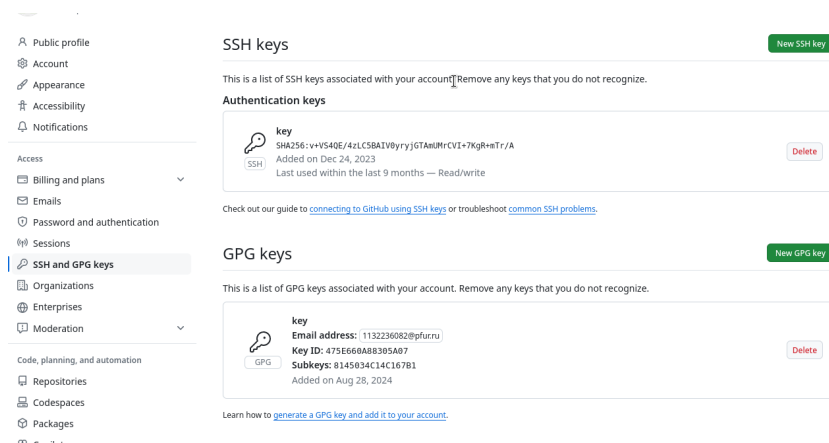 Public profile
Account
Appearance
Accessibility
Notifications
Access
Billing and plans
Emails
Password and authentication
Sessions
SSH and GPG keys
Organizations
Enterprises
Moderation
Code, planning, and automation
Repositories
Codespaces
Packages
SSH keys
New SSH key
This is a list of SSH keys associated with your account. Remove any keys that you do not recognize.
Authentication keys
key
SHA256:v+VS4QE/4zLC5BAIV0yryjGTAmUMrCVI+7KgR+mTr/A
SSH
Added on Dec 24, 2023
Last used within the last 9 months — Read/write
Delete
Check out our guide to connecting to GitHub using SSH keys or troubleshoot common SSH problems.
GPG keys
New GPG key
This is a list of GPG keys associated with your account. Remove any keys that you do not recognize.
key
Email address: 1132236082@pfur.ru
Key ID: 475E660A88305A07
GPG
Subkeys: 8145034C14C167B1
Added on Aug 28, 2024
Delete
Learn how to generate a GPG key and add it to your account.